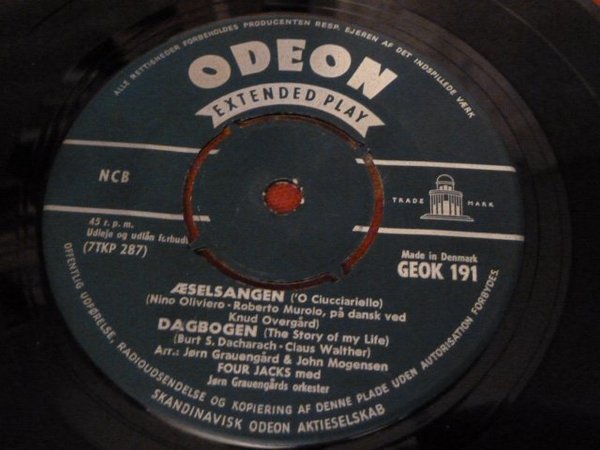 ALLE RETTIGHEDER FORBEHOLDES PRODUCENTEN RESP. EJEREN AF DET INDSPILLEDE VÆRK
ODEON
EXTENDED PLAY
NCB
TRADE MARK
45 r. p. m.
Udleje og udlån forbudt
(7TKP 287)
Made in Denmark
GEOK 191
ÆSELSANGEN ('O Ciucciariello)
(Nino Oliviero - Roberto Murolo, på dansk ved
Knud Overgård)
DAGBOGEN (The Story of my Life)
(Burt S. Dacharach - Claus Walther)
Arr.: Jørn Grauengård & John Mogensen
FOUR JACKS med
Jørn Grauengårds orkester
OFFENTLIG UDFØRELSE, RADIOUDSENDELSE OG KOPIERING AF DENNE PLADE UDEN AUTORISATION FORBYDES.
SKANDINAVISK ODEON AKTIESELSKAB